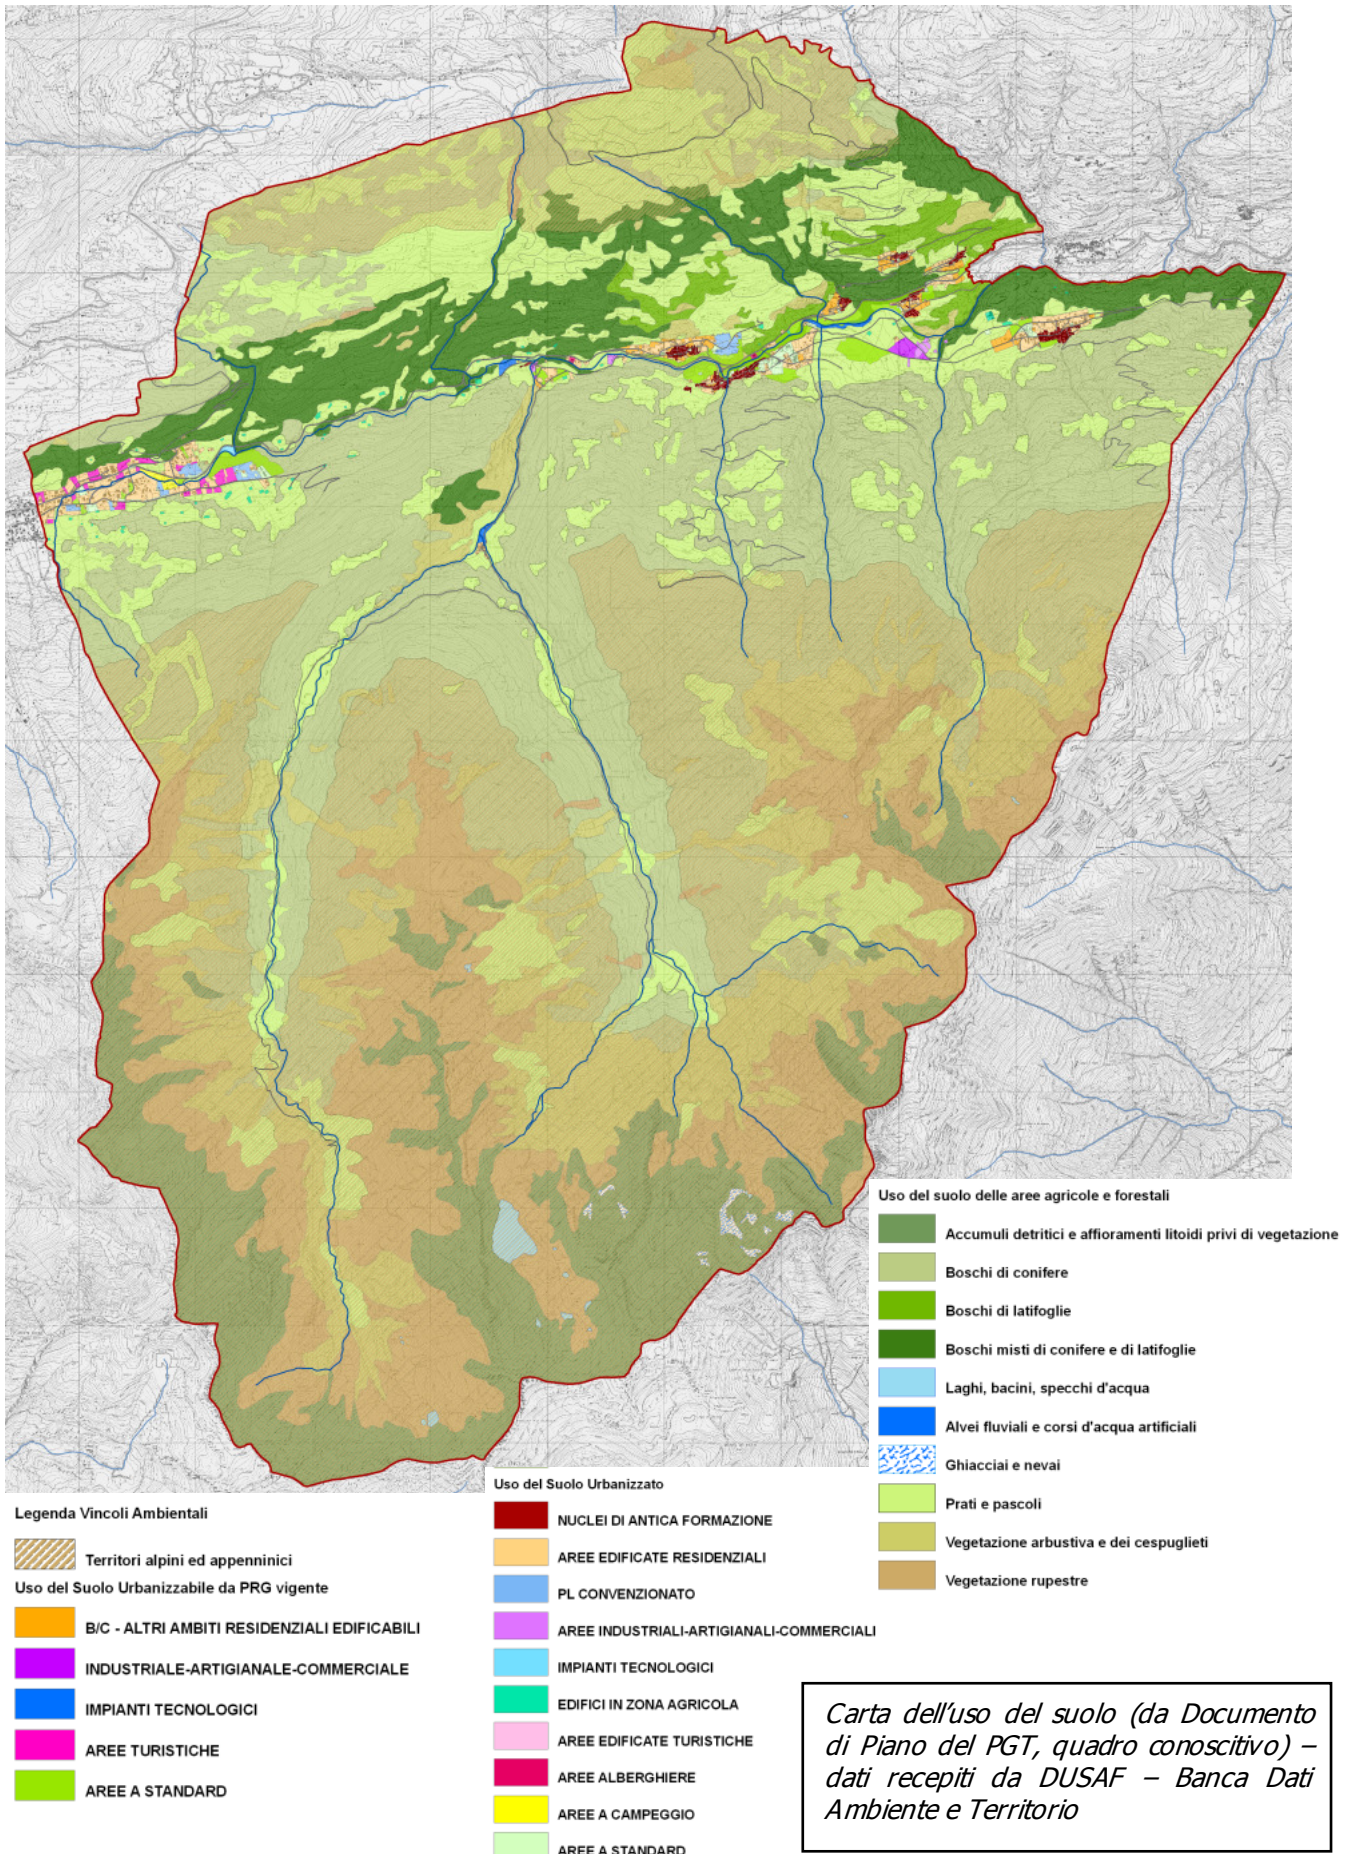 Uso del suolo delle aree agricole e forestali
Accumuli detritici e affioramenti litoidi privi di vegetazione
Boschi di conifere
Boschi di latifoglie
Boschi misti di conifere e di latifoglie
Laghi, bacini, specchi d'acqua
Alvei fluviali e corsi d'acqua artificiali
Ghiacciai e nevai
Prati e pascoli
Vegetazione arbustiva e dei cespuglieti
Vegetazione rupestre
Legenda Vincoli Ambientali
Territori alpini ed appenninici
Uso del Suolo Urbanizzabile da PRG vigente
B/C - ALTRI AMBITI RESIDENZIALI EDIFICABILI
INDUSTRIALE-ARTIGIANALE-COMMERCIALE
IMPIANTI TECNOLOGICI
AREE TURISTICHE
AREE A STANDARD
Uso del Suolo Urbanizzato
NUCLEI DI ANTICA FORMAZIONE
AREE EDIFICATE RESIDENZIALI
PL CONVENZIONATO
AREE INDUSTRIALI-ARTIGIANALI-COMMERCIALI
IMPIANTI TECNOLOGICI
EDIFICI IN ZONA AGRICOLA
AREE EDIFICATE TURISTICHE
AREE ALBERGHIERE
AREE A CAMPEGGIO
AREE A STANDARD
Carta dell'uso del suolo (da Documento
di Piano del PGT, quadro conoscitivo) –
dati recepiti da DUSAF – Banca Dati
Ambiente e Territorio